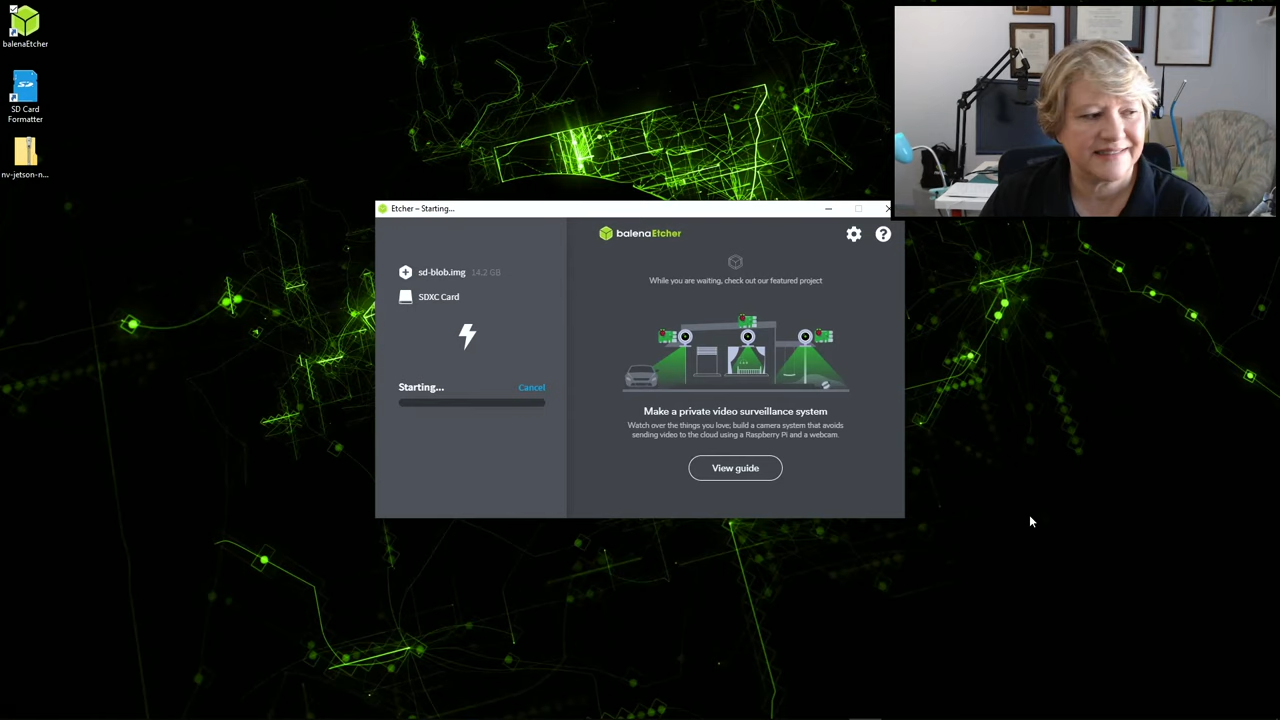 balenaEtcher
SD Card
Formatter
nv-jetson-n...
Etcher – Starting...
sd-blob.img 14.2 GB
SDXC Card
Starting...
Cancel
balenaEtcher
While you are waiting, check out our featured project
Make a private video surveillance system
Watch over the things you love; build a camera system that avoids
sending video to the cloud using a Raspberry Pi and a webcam.
View guide